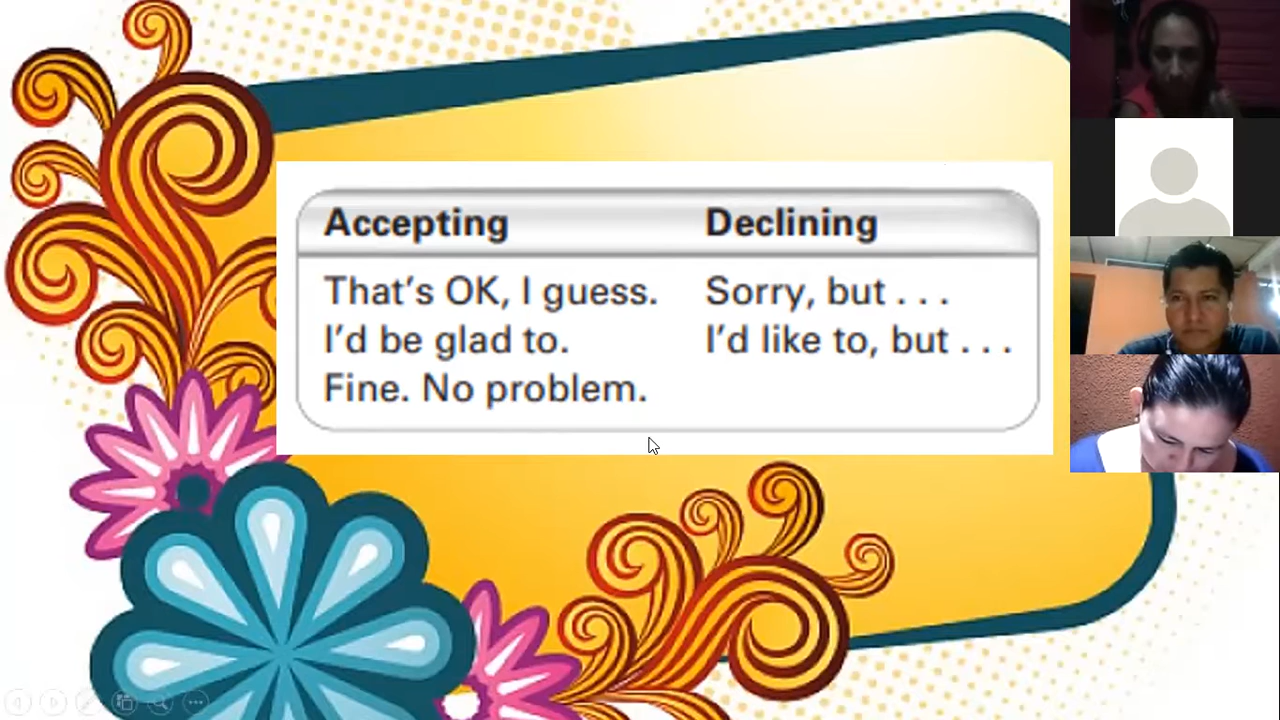 Accepting Declining
That's OK, I guess. Sorry, but . . .
I'd be glad to. I'd like to, but . . .
Fine. No problem.